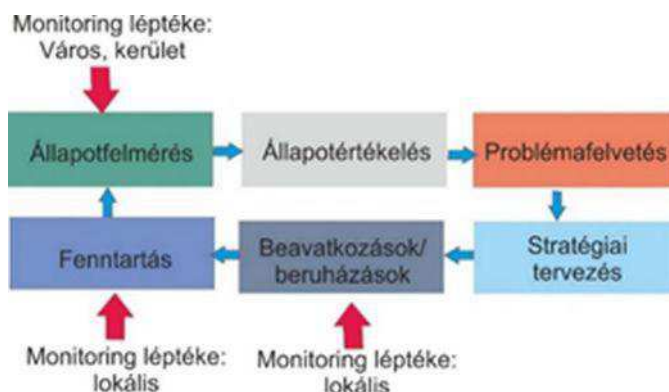 Monitoring léptéke:
Város, kerület
Állapotfelmérés
Állapotértékelés
Problémafelvetés
Fenntartás
Beavatkozások/
beruházások
Stratégiai
tervezés
Monitoring léptéke:
lokális
Monitoring léptéke:
lokális